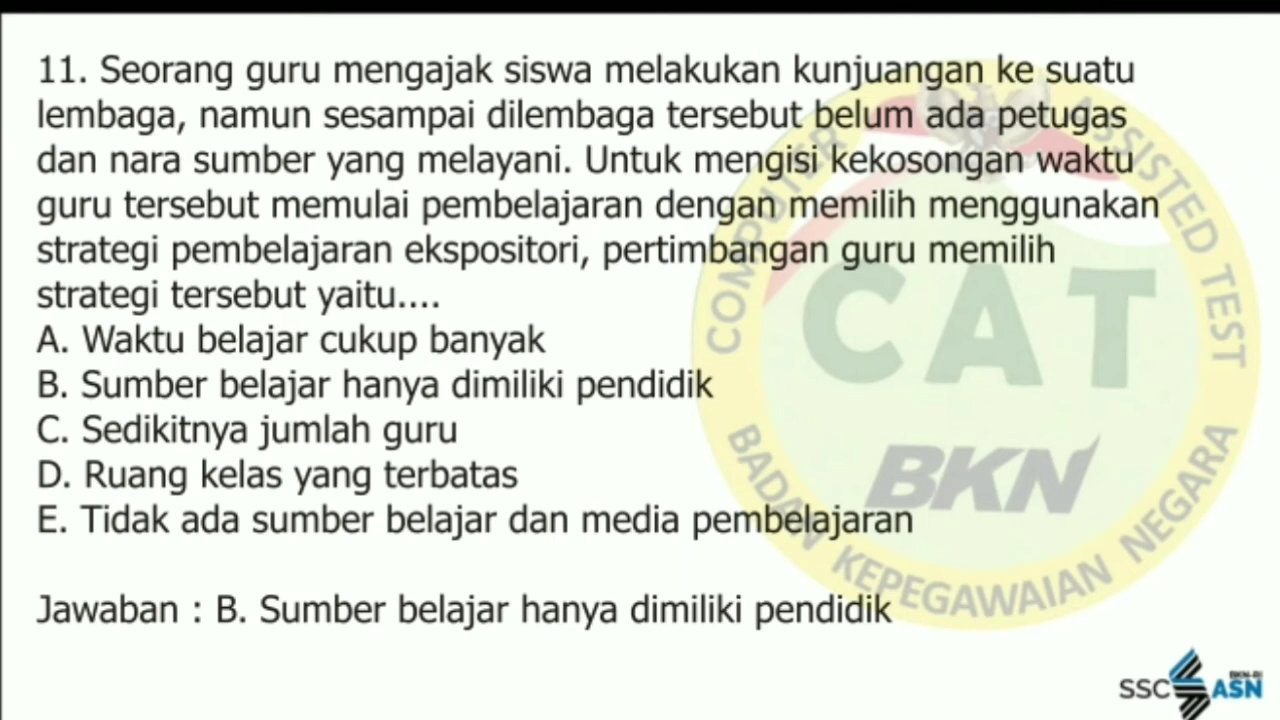 11. Seorang guru mengajak siswa melakukan kunjuangan ke suatu
lembaga, namun sesampai dilembaga tersebut belum ada petugas
dan nara sumber yang melayani. Untuk mengisi kekosongan waktu
guru tersebut memulai pembelajaran dengan memilih menggunakan
strategi pembelajaran ekspositori, pertimbangan guru memilih
strategi tersebut yaitu....
A. Waktu belajar cukup banyak
B. Sumber belajar hanya dimiliki pendidik
C. Sedikitnya jumlah guru
D. Ruang kelas yang terbatas
E. Tidak ada sumber belajar dan media pembelajaran
Jawaban : B. Sumber belajar hanya dimiliki pendidik
COMPUTER ASSISTED TEST
CAT
BKN
BADAN KEPEGAWAIAN NEGARA
BKN-RI
SSC ASN